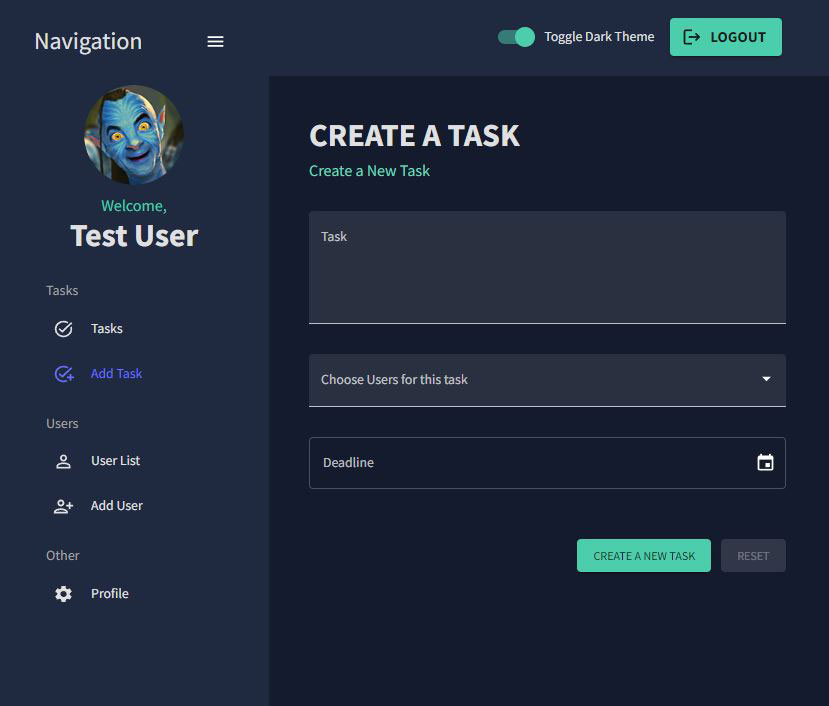 Navigation
Toggle Dark Theme
LOGOUT
Welcome,
Test User
Tasks
Tasks
Add Task
Users
User List
Add User
Other
Profile
CREATE A TASK
Create a New Task
Task
Choose Users for this task
Deadline
CREATE A NEW TASK
RESET